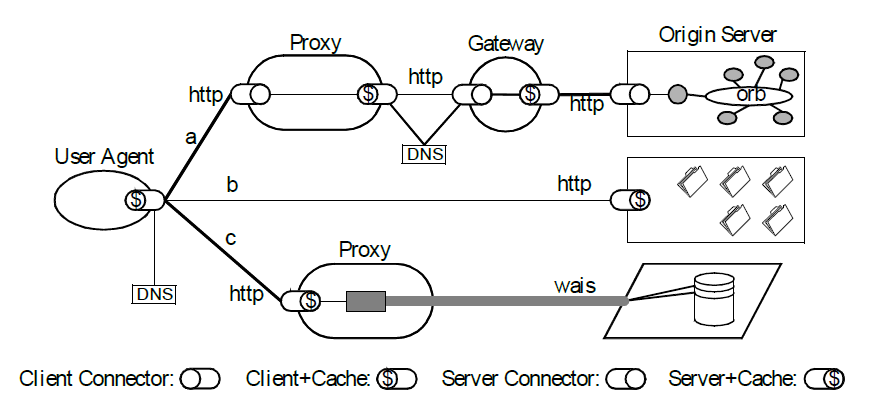 Proxy
Gateway
Origin Server
http
http
http
$
$
orb
a
DNS
User Agent
$
b
http
$
c
Proxy
DNS
http
$
wais
Client Connector:
Client+Cache: $
Server Connector:
Server+Cache: $